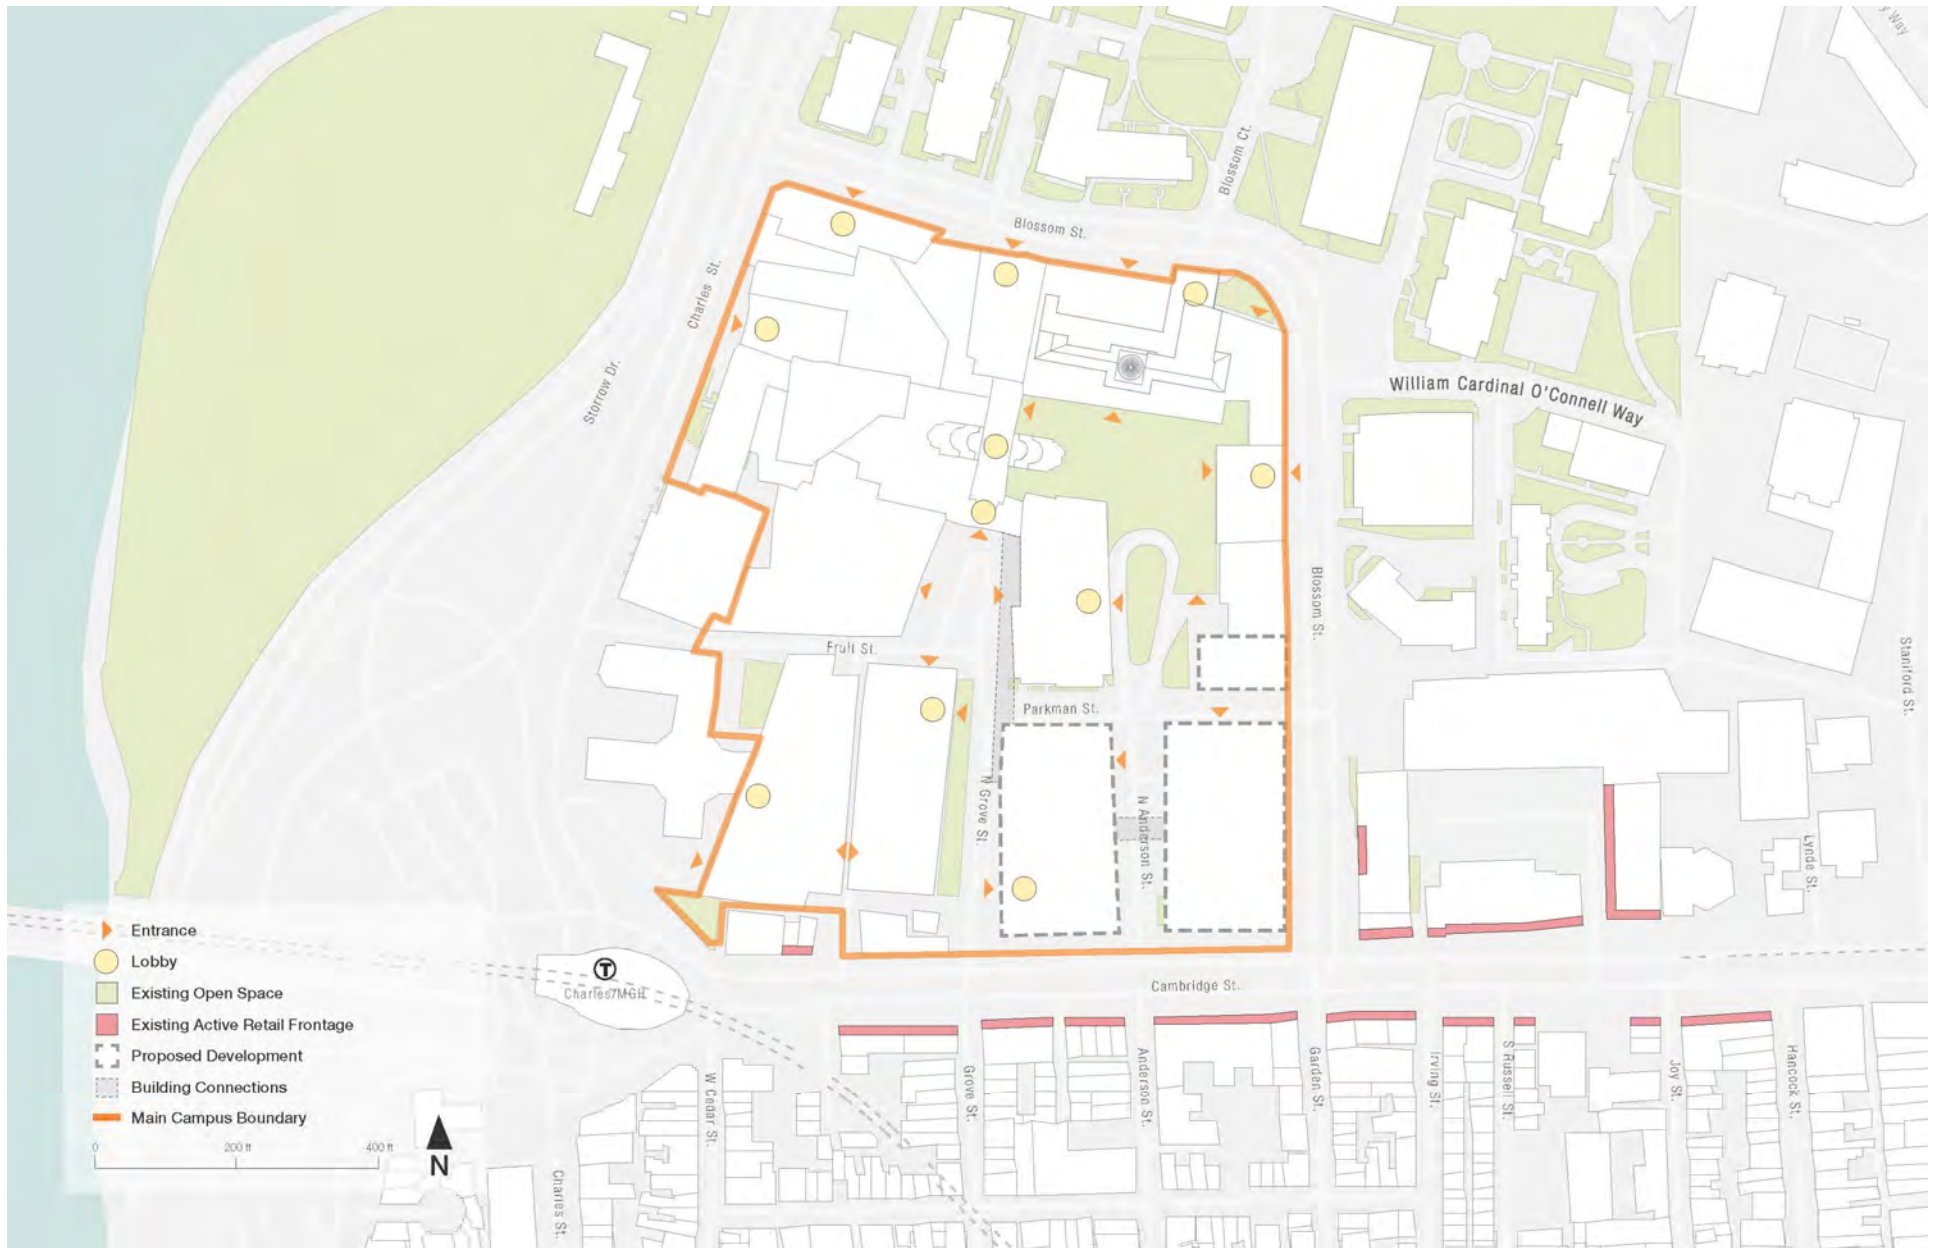 y Way
Blossom Ct.
Blossom St.
Charles St.
Storrow Dr.
William Cardinal O'Connell Way
Blossom St.
Fruit St.
Parkman St.
Staniford St.
N Grove St.
N Anderson St.
Lynde St.
Entrance
Lobby
Existing Open Space
Existing Active Retail Frontage
Proposed Development
Building Connections
Main Campus Boundary
0 200 ft 400 ft
N
T
Charles/MGH
Cambridge St.
W Cedar St.
Charles St.
Grove St.
Anderson St.
Garden St.
Irving St.
S Russell St.
Joy St.
Hancock St.